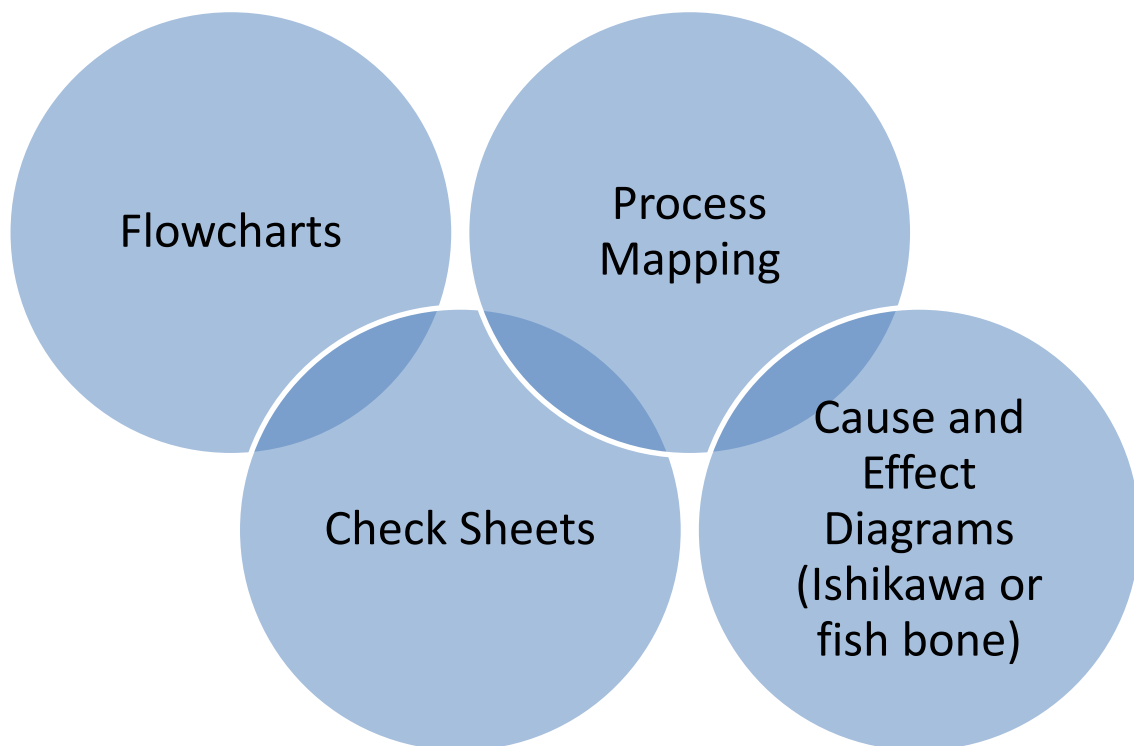 Flowcharts
Process
Mapping
Check Sheets
Cause and
Effect
Diagrams
(Ishikawa or
fish bone)